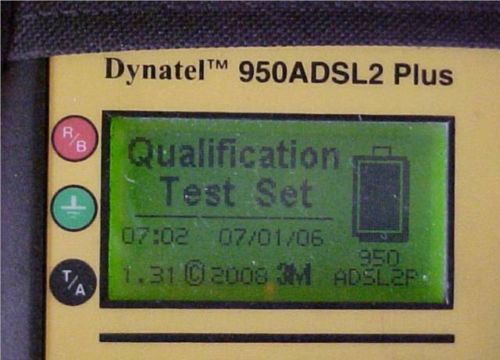 Dynatel™ 950ADSL2 Plus
R/B
Qualification
Test Set
07:02 07/01/06
950
1.31 ©2008 3M ADSL2P
T/A